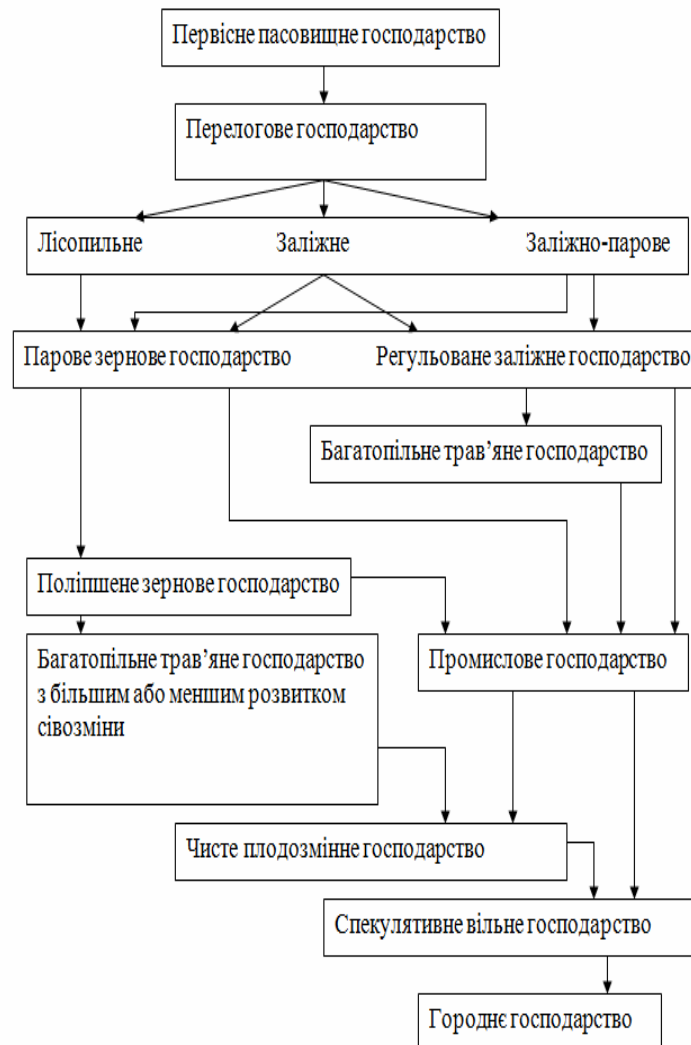 Первісне пасовищне господарство
Перелогове господарство
Лісопильне Заліжне Заліжно-парове
Парове зернове господарство Регульоване заліжне господарство
Багатопільне трав’яне господарство
Поліпшене зернове господарство
Багатопільне трав’яне господарство
з більшим або меншим розвитком
сівозміни
Промислове господарство
Чисте плодозмінне господарство
Спекулятивне вільне господарство
Городнє господарство